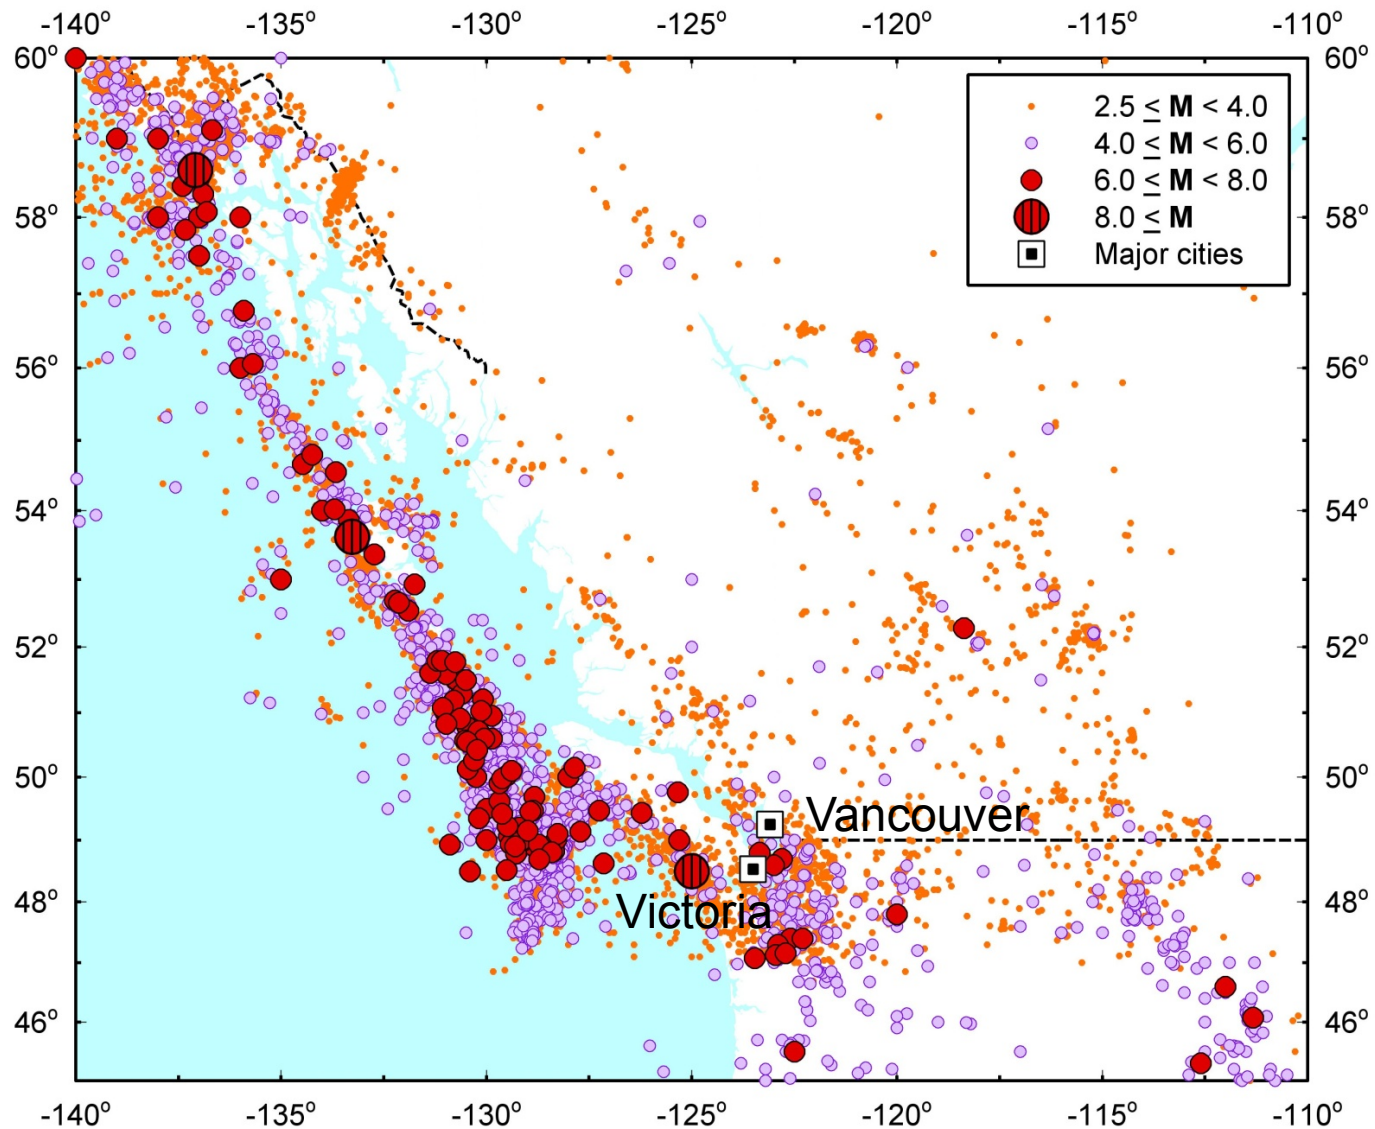 -140° -135° -130° -125° -120° -115° -110°
60° 60°
2.5 ≤ M < 4.0
4.0 ≤ M < 6.0
6.0 ≤ M < 8.0
8.0 ≤ M
Major cities
58° 58°
56° 56°
54° 54°
52° 52°
50° 50°
Vancouver
48° 48°
Victoria
46° 46°
-140° -135° -130° -125° -120° -115° -110°